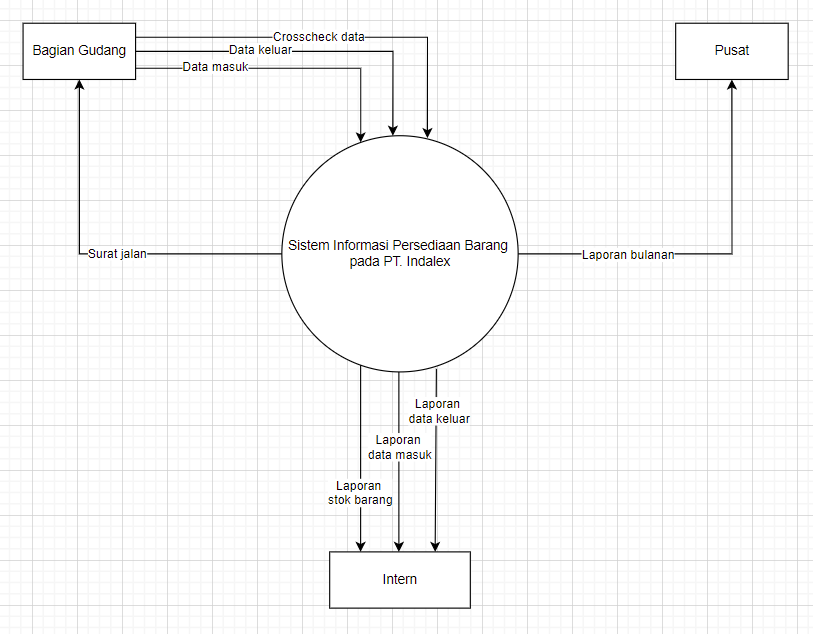 Crosscheck data
Bagian Gudang
Data keluar
Pusat
Data masuk
Sistem Informasi Persediaan Barang
pada PT. Indalex
Surat jalan
Laporan bulanan
Laporan
data keluar
Laporan
data masuk
Laporan
stok barang
Intern